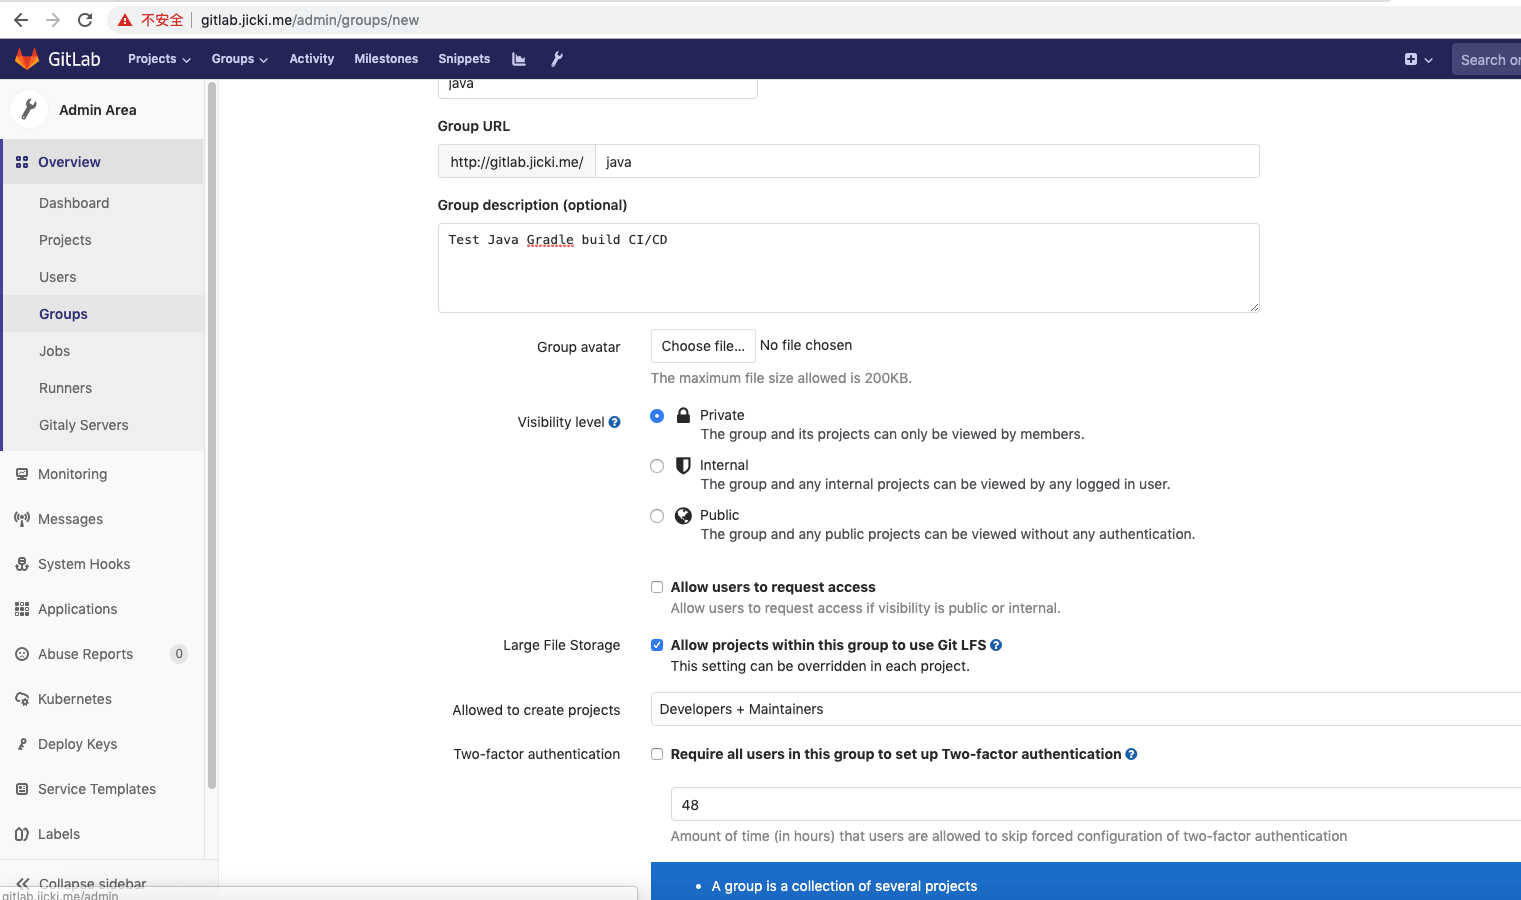 不安全 gitlab.jicki.me/admin/groups/new
GitLab Projects Groups Activity Milestones Snippets Search or
Admin Area
Overview
Dashboard
Projects
Users
Groups
Jobs
Runners
Gitaly Servers
Monitoring
Messages
System Hooks
Applications
Abuse Reports 0
Kubernetes
Deploy Keys
Service Templates
Labels
Collapse sidebar
gitlab.jicki.me/admin
java
Group URL
http://gitlab.jicki.me/ java
Group description (optional)
Test Java Gradle build CI/CD
Group avatar Choose file... No file chosen
The maximum file size allowed is 200KB.
Visibility level Private
The group and its projects can only be viewed by members.
Internal
The group and any internal projects can be viewed by any logged in user.
Public
The group and any public projects can be viewed without any authentication.
Allow users to request access
Allow users to request access if visibility is public or internal.
Large File Storage Allow projects within this group to use Git LFS
This setting can be overridden in each project.
Allowed to create projects Developers + Maintainers
Two-factor authentication Require all users in this group to set up Two-factor authentication
48
Amount of time (in hours) that users are allowed to skip forced configuration of two-factor authentication
• A group is a collection of several projects